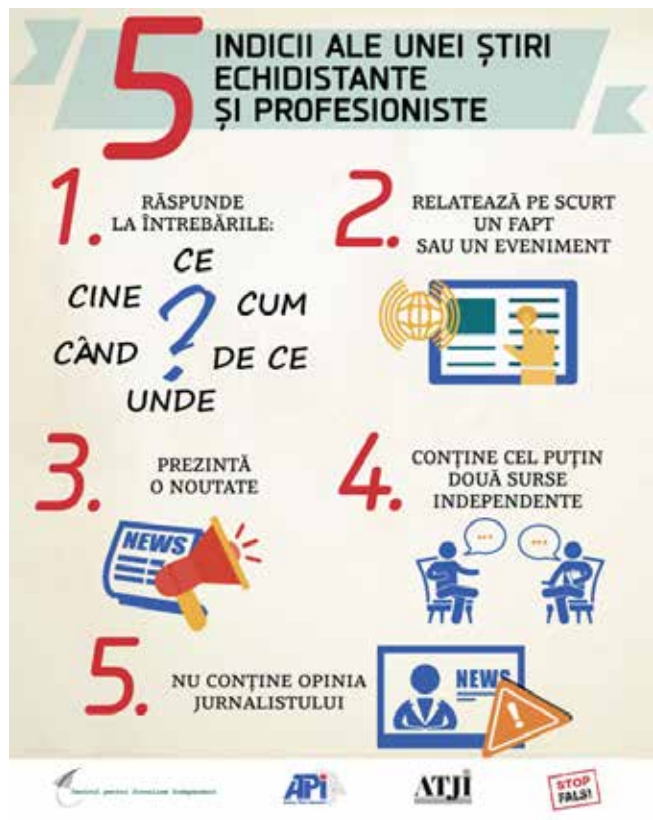 5 INDICII ALE UNEI ȘTIRI
ECHIDISTANTE
ȘI PROFESIONISTE
1. RĂSPUNDE
LA ÎNTREBĂRILE:
CE
CINE
CUM
?
CÂND
DE CE
UNDE
2. RELATEAZĂ PE SCURT
UN FAPT
SAU UN EVENIMENT
3. PREZINTĂ
O NOUTATE
NEWS
4. CONȚINE CEL PUȚIN
DOUĂ SURSE
INDEPENDENTE
5. NU CONȚINE OPINIA
JURNALISTULUI
NEWS
!
Centrul pentru Jurnalism Independent
API
ATJI
STOP
FALS!